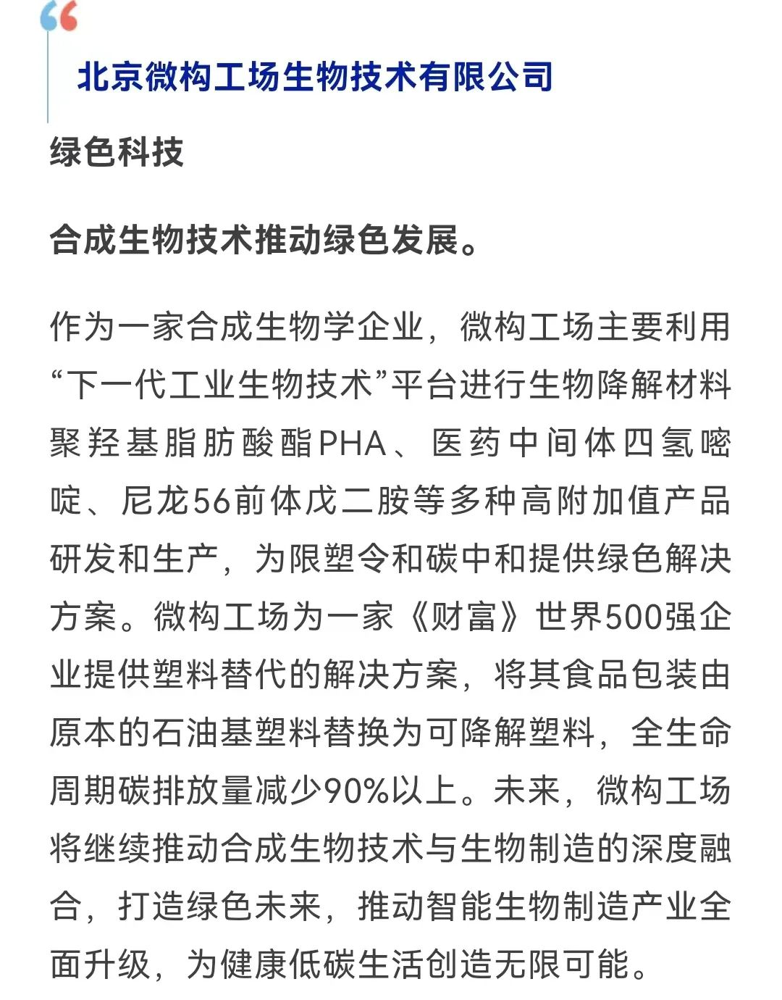 北京微构工场生物技术有限公司
绿色科技
合成生物技术推动绿色发展。
作为一家合成生物学企业，微构工场主要利用
“下一代工业生物技术”平台进行生物降解材料
聚羟基脂肪酸酯PHA、医药中间体四氢嘧
啶、尼龙56前体戊二胺等多种高附加值产品
研发和生产，为限塑令和碳中和提供绿色解决
方案。微构工场为一家《财富》世界500强企
业提供塑料替代的解决方案，将其食品包装由
原本的石油基塑料替换为可降解塑料，全生命
周期碳排放量减少90%以上。未来，微构工场
将继续推动合成生物技术与生物制造的深度融
合，打造绿色未来，推动智能生物制造产业全
面升级，为健康低碳生活创造无限可能。